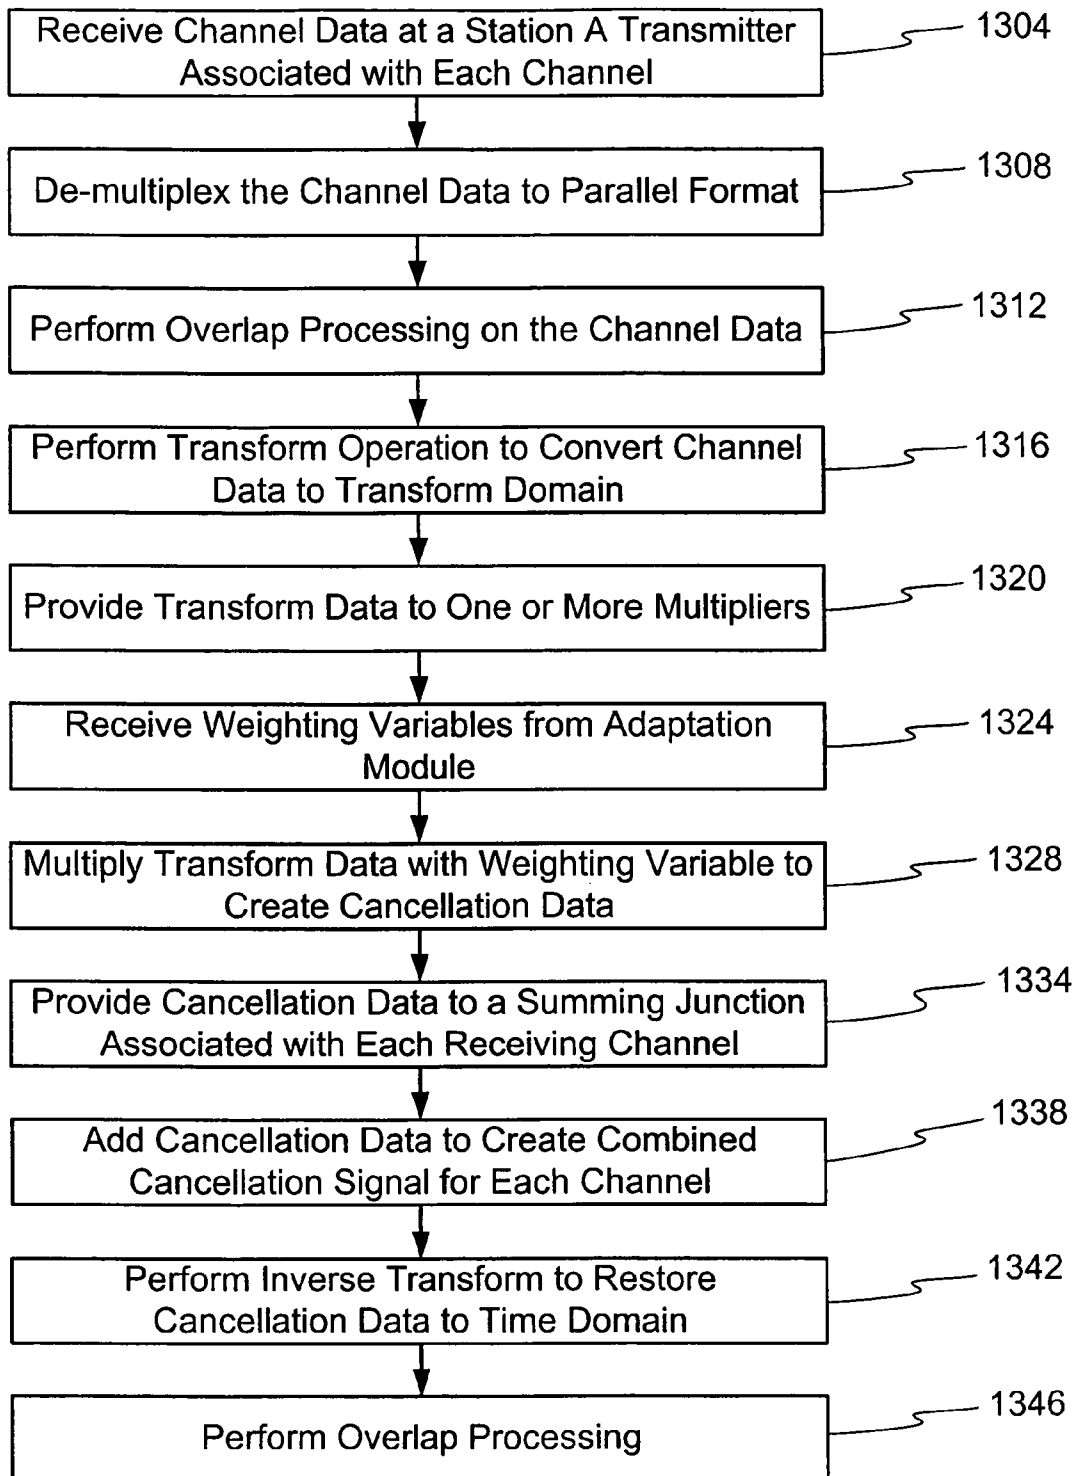 Receive Channel Data at a Station A Transmitter
Associated with Each Channel
1304
De-multiplex the Channel Data to Parallel Format
1308
Perform Overlap Processing on the Channel Data
1312
Perform Transform Operation to Convert Channel
Data to Transform Domain
1316
Provide Transform Data to One or More Multipliers
1320
Receive Weighting Variables from Adaptation
Module
1324
Multiply Transform Data with Weighting Variable to
Create Cancellation Data
1328
Provide Cancellation Data to a Summing Junction
Associated with Each Receiving Channel
1334
Add Cancellation Data to Create Combined
Cancellation Signal for Each Channel
1338
Perform Inverse Transform to Restore
Cancellation Data to Time Domain
1342
Perform Overlap Processing
1346